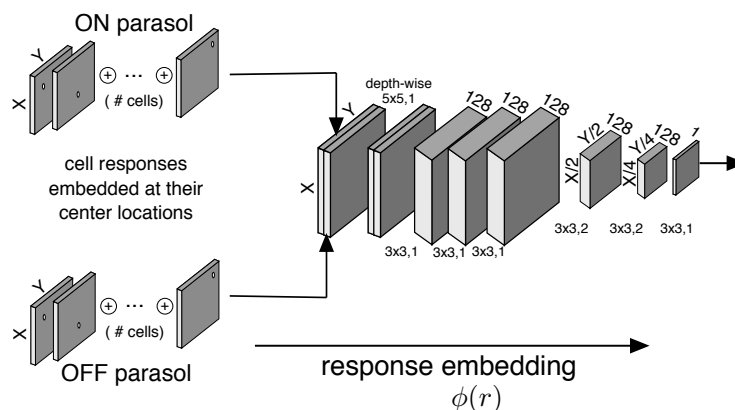 ON parasol
Y
X
+ ... +
( # cells)
cell responses
embedded at their
center locations
Y
X
+ ... +
( # cells)
OFF parasol
Y
X
depth-wise
5x5,1
128 128 128
Y/2 128
X/2
Y/4 128
X/4
1
3x3,1 3x3,1 3x3,1
3x3,2 3x3,2 3x3,1
response embedding
ϕ(r)